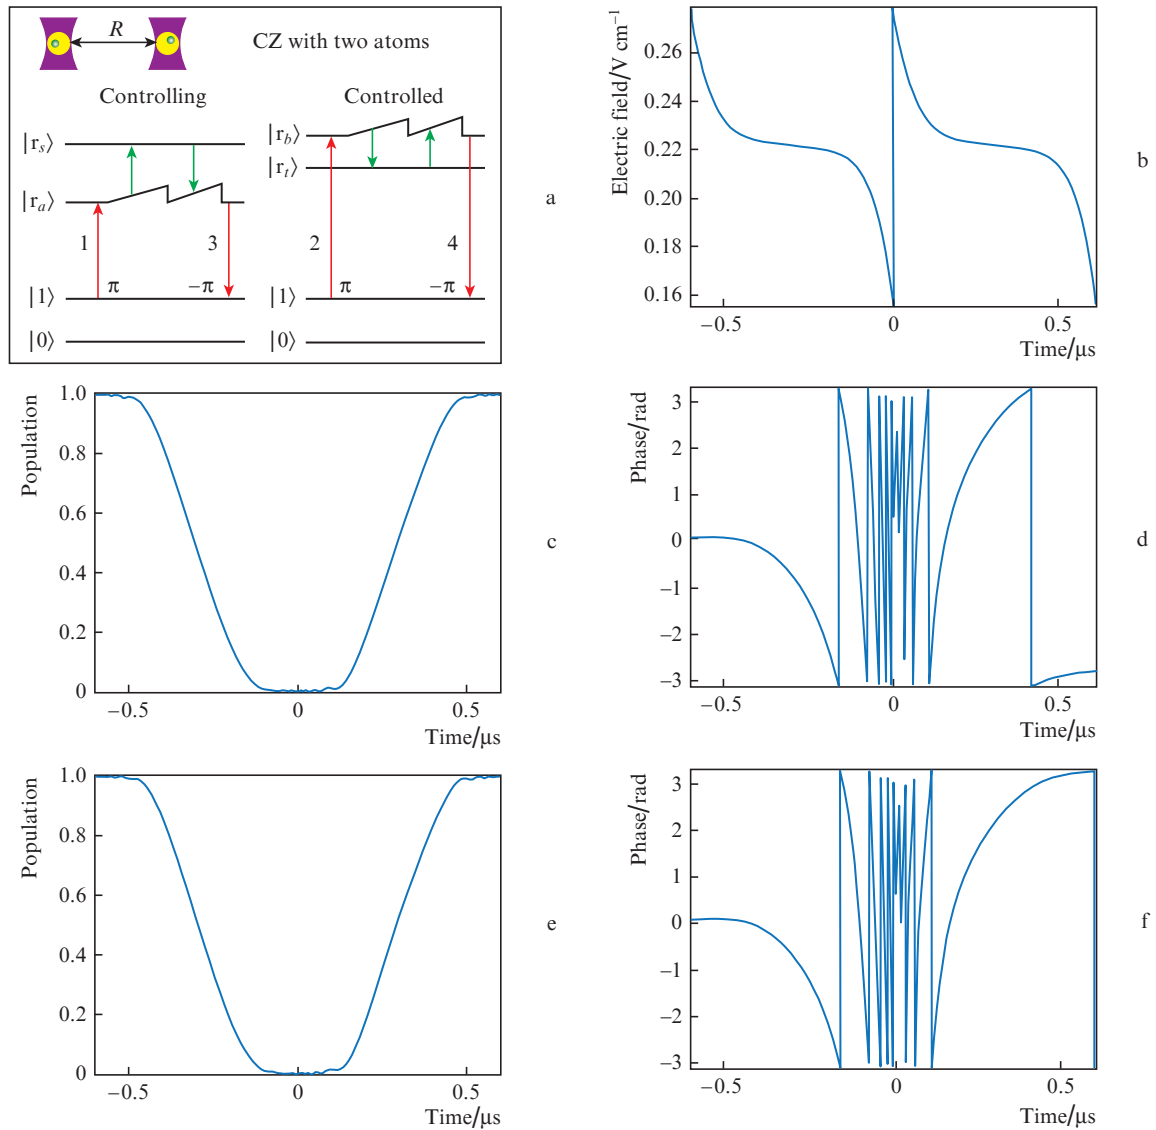 R
CZ with two atoms
Controlling
Controlled
|r_s⟩
|r_a⟩
|r_b⟩
|r_t⟩
1
3
2
4
π
−π
π
−π
|1⟩
|1⟩
|0⟩
|0⟩
a
Electric field/V cm⁻¹
0.26
0.24
0.22
0.20
0.18
0.16
−0.5
0
0.5
Time/μs
b
Population
1.0
0.8
0.6
0.4
0.2
0
−0.5
0
0.5
Time/μs
c
Phase/rad
3
2
1
0
−1
−2
−3
−0.5
0
0.5
Time/μs
d
Population
1.0
0.8
0.6
0.4
0.2
0
−0.5
0
0.5
Time/μs
e
Phase/rad
3
2
1
0
−1
−2
−3
−0.5
0
0.5
Time/μs
f